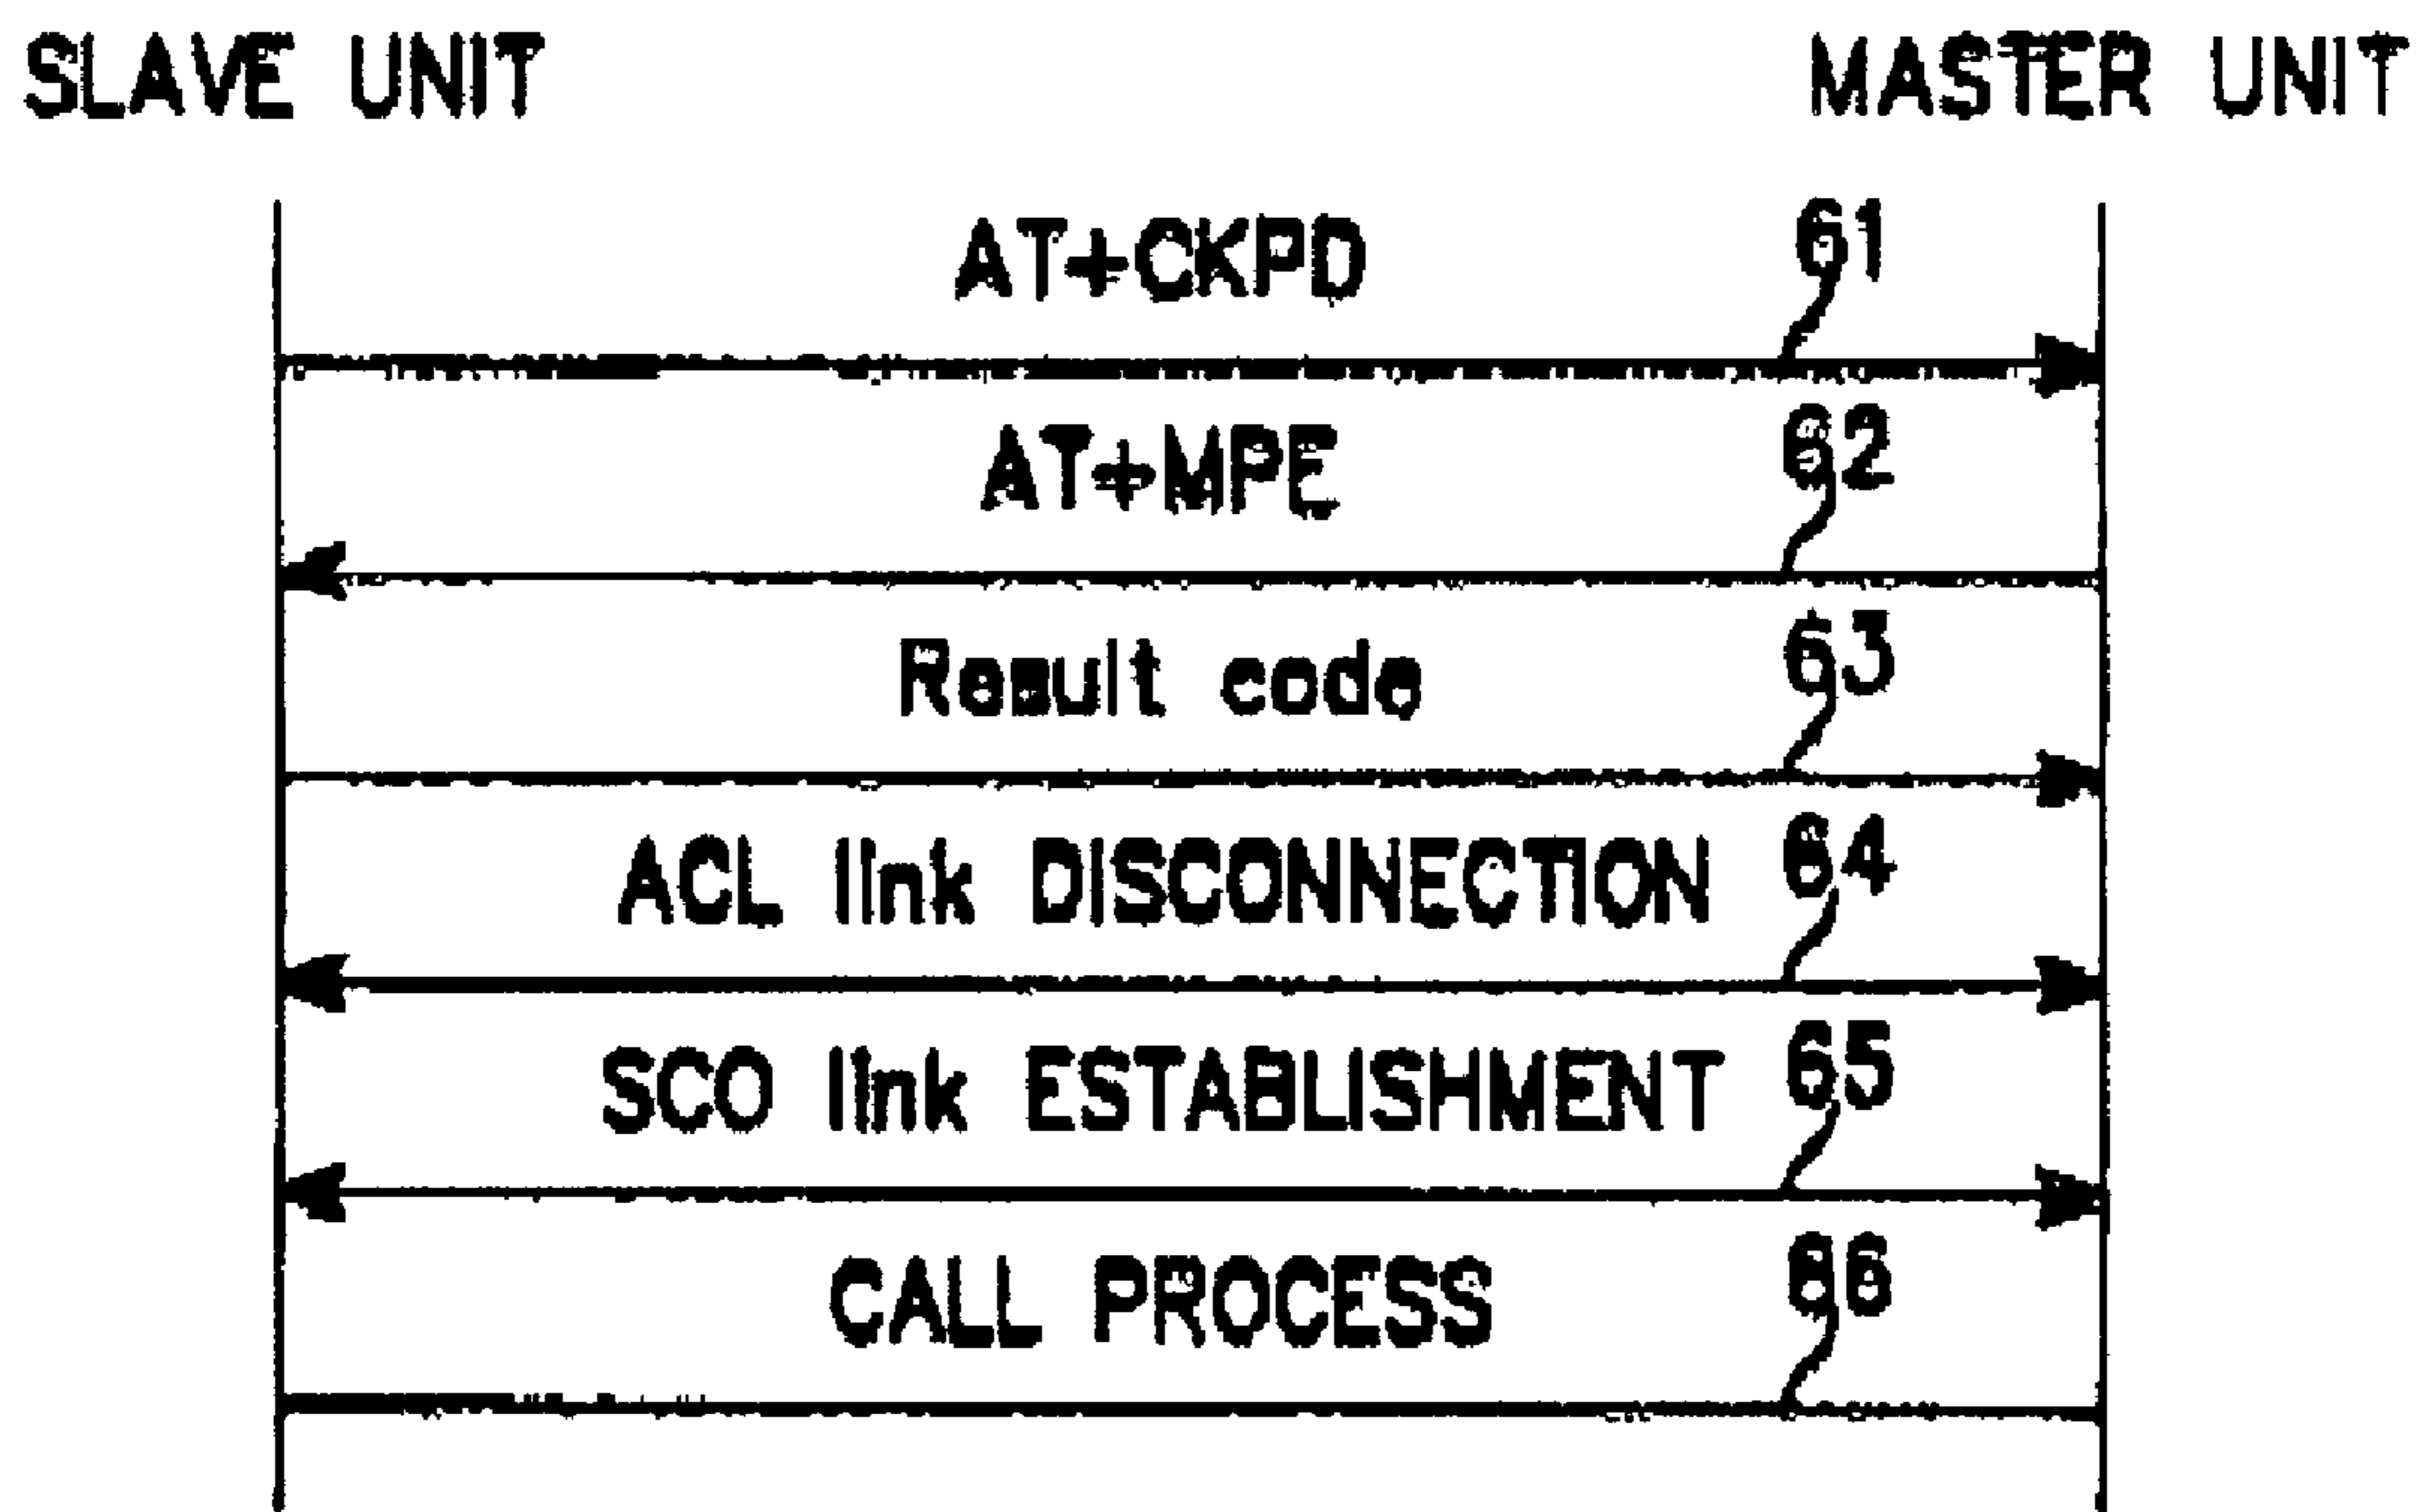 SLAVE UNIT MASTER UNIT
AT+CKPD 61
AT+MPE 62
Result code 63
ACL link DISCONNECTION 64
SCO link ESTABLISHMENT 65
CALL PROCESS 66